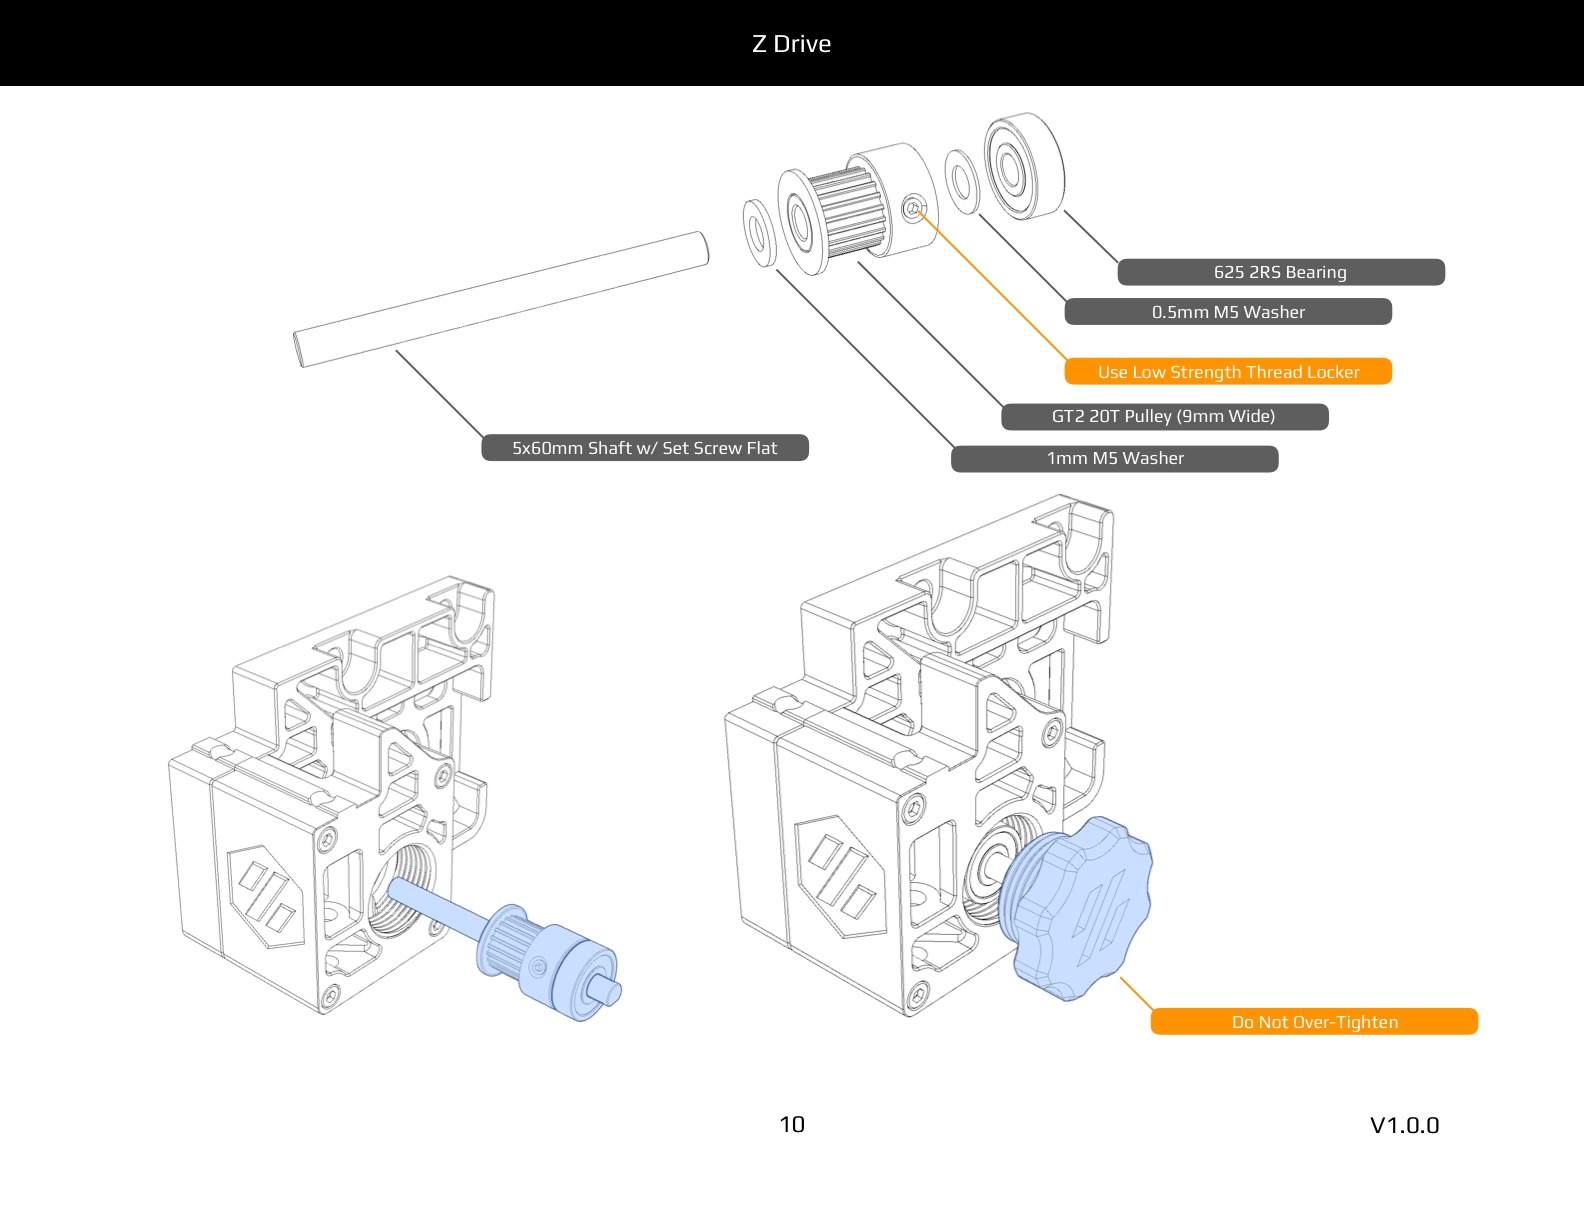 Z Drive
625 2RS Bearing
0.5mm M5 Washer
Use Low Strength Thread Locker
GT2 20T Pulley (9mm Wide)
5x60mm Shaft w/ Set Screw Flat
1mm M5 Washer
Do Not Over-Tighten
10
V1.0.0